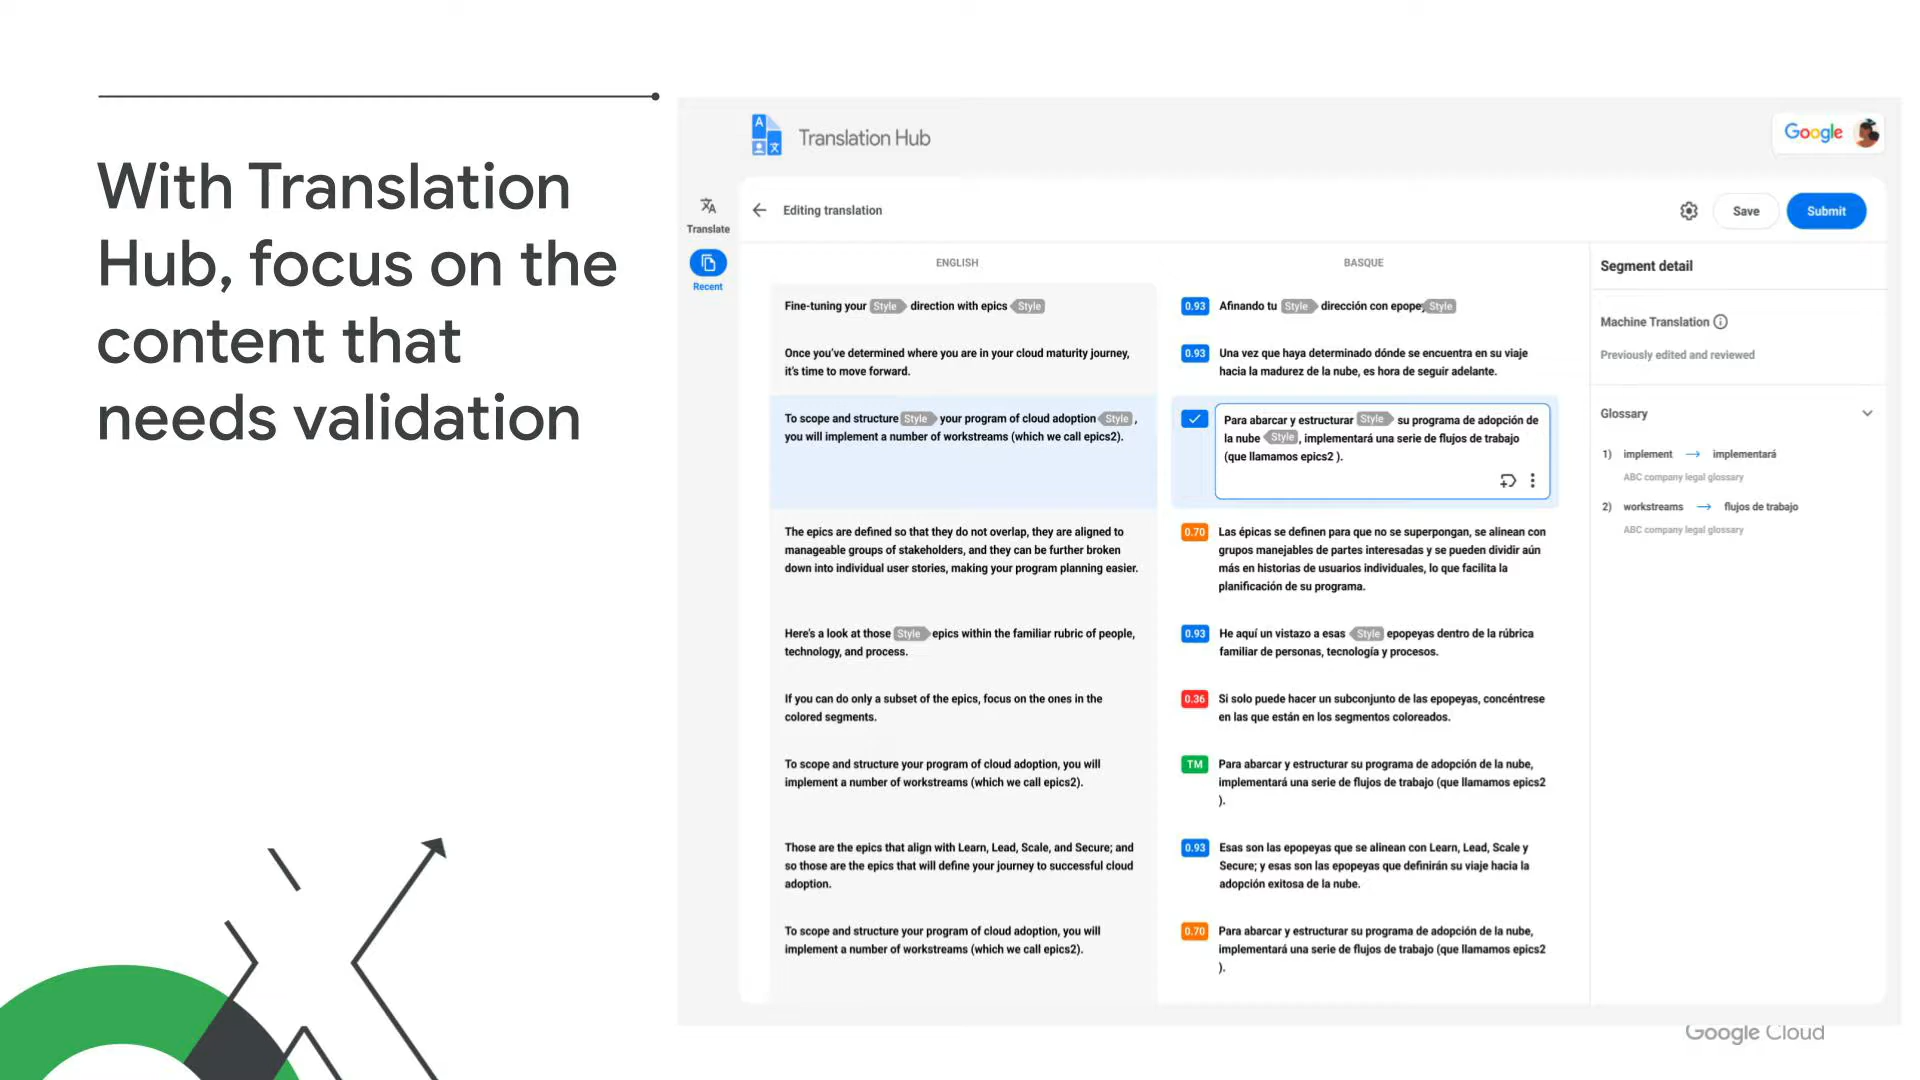 With Translation
Hub, focus on the
content that
needs validation
Translation Hub
Google
Translate
Recent
Editing translation
Save
Submit
ENGLISH
BASQUE
Fine-tuning your Style direction with epics Style
0.93 Afinando tu Style dirección con epope Style
Once you've determined where you are in your cloud maturity journey,
it's time to move forward.
0.93 Una vez que haya determinado dónde se encuentra en su viaje
hacia la madurez de la nube, es hora de seguir adelante.
To scope and structure Style your program of cloud adoption Style ,
you will implement a number of workstreams (which we call epics2).
Para abarcar y estructurar Style su programa de adopción de
la nube Style , implementará una serie de flujos de trabajo
(que llamamos epics2 ).
The epics are defined so that they do not overlap, they are aligned to
manageable groups of stakeholders, and they can be further broken
down into individual user stories, making your program planning easier.
0.70 Las épicas se definen para que no se superpongan, se alinean con
grupos manejables de partes interesadas y se pueden dividir aún
más en historias de usuarios individuales, lo que facilita la
planificación de su programa.
Here's a look at those Style epics within the familiar rubric of people,
technology, and process.
0.93 He aquí un vistazo a esas Style epopeyas dentro de la rúbrica
familiar de personas, tecnología y procesos.
If you can do only a subset of the epics, focus on the ones in the
colored segments.
0.36 Si solo puede hacer un subconjunto de las epopeyas, concéntrese
en las que están en los segmentos coloreados.
To scope and structure your program of cloud adoption, you will
implement a number of workstreams (which we call epics2).
TM Para abarcar y estructurar su programa de adopción de la nube,
implementará una serie de flujos de trabajo (que llamamos epics2
).
Those are the epics that align with Learn, Lead, Scale, and Secure; and
so those are the epics that will define your journey to successful cloud
adoption.
0.93 Esas son las epopeyas que se alinean con Learn, Lead, Scale y
Secure; y esas son las epopeyas que definirán su viaje hacia la
adopción exitosa de la nube.
To scope and structure your program of cloud adoption, you will
implement a number of workstreams (which we call epics2).
0.70 Para abarcar y estructurar su programa de adopción de la nube,
implementará una serie de flujos de trabajo (que llamamos epics2
).
Segment detail
Machine Translation
Previously edited and reviewed
Glossary
1) implement → implementará
ABC company legal glossary
2) workstreams → flujos de trabajo
ABC company legal glossary
Google Cloud